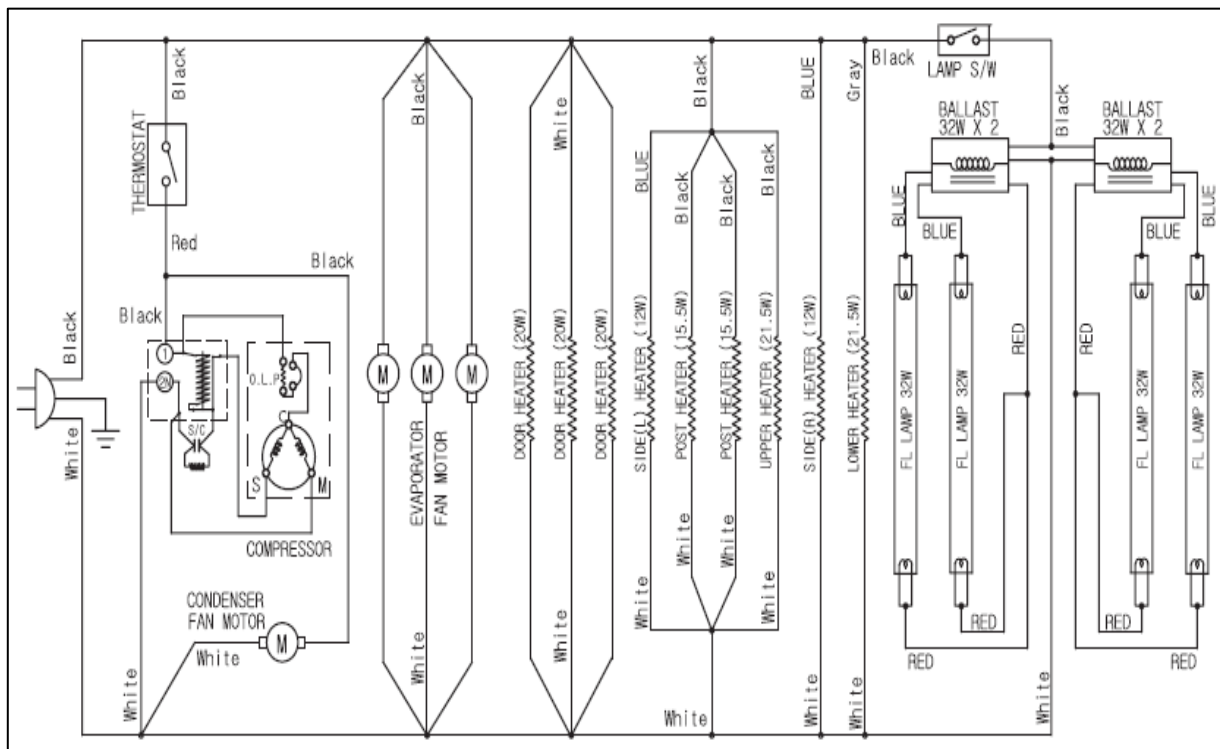 LAMP S/W
Black
Black
Black
White
Black
BLUE
Gray
Black
BALLAST
32W X 2
BALLAST
32W X 2
THERMOSTAT
Red
Black
Black
BLUE
Black
Black
Black
BLUE
BLUE
BLUE
BLUE
Black
1
2N
S/C
O.L.P
C
S
M
COMPRESSOR
M
M
M
EVAPORATOR
FAN MOTOR
DOOR HEATER (20W)
DOOR HEATER (20W)
DOOR HEATER (20W)
SIDE(L) HEATER (12W)
POST HEATER (15.5W)
POST HEATER (15.5W)
UPPER HEATER (21.5W)
SIDE(R) HEATER (12W)
LOWER HEATER (21.5W)
FL LAMP 32W
FL LAMP 32W
RED
RED
FL LAMP 32W
FL LAMP 32W
White
White
White
CONDENSER
FAN MOTOR
M
White
White
White
White
White
White
White
White
BLUE
White
White
RED
RED
RED
RED